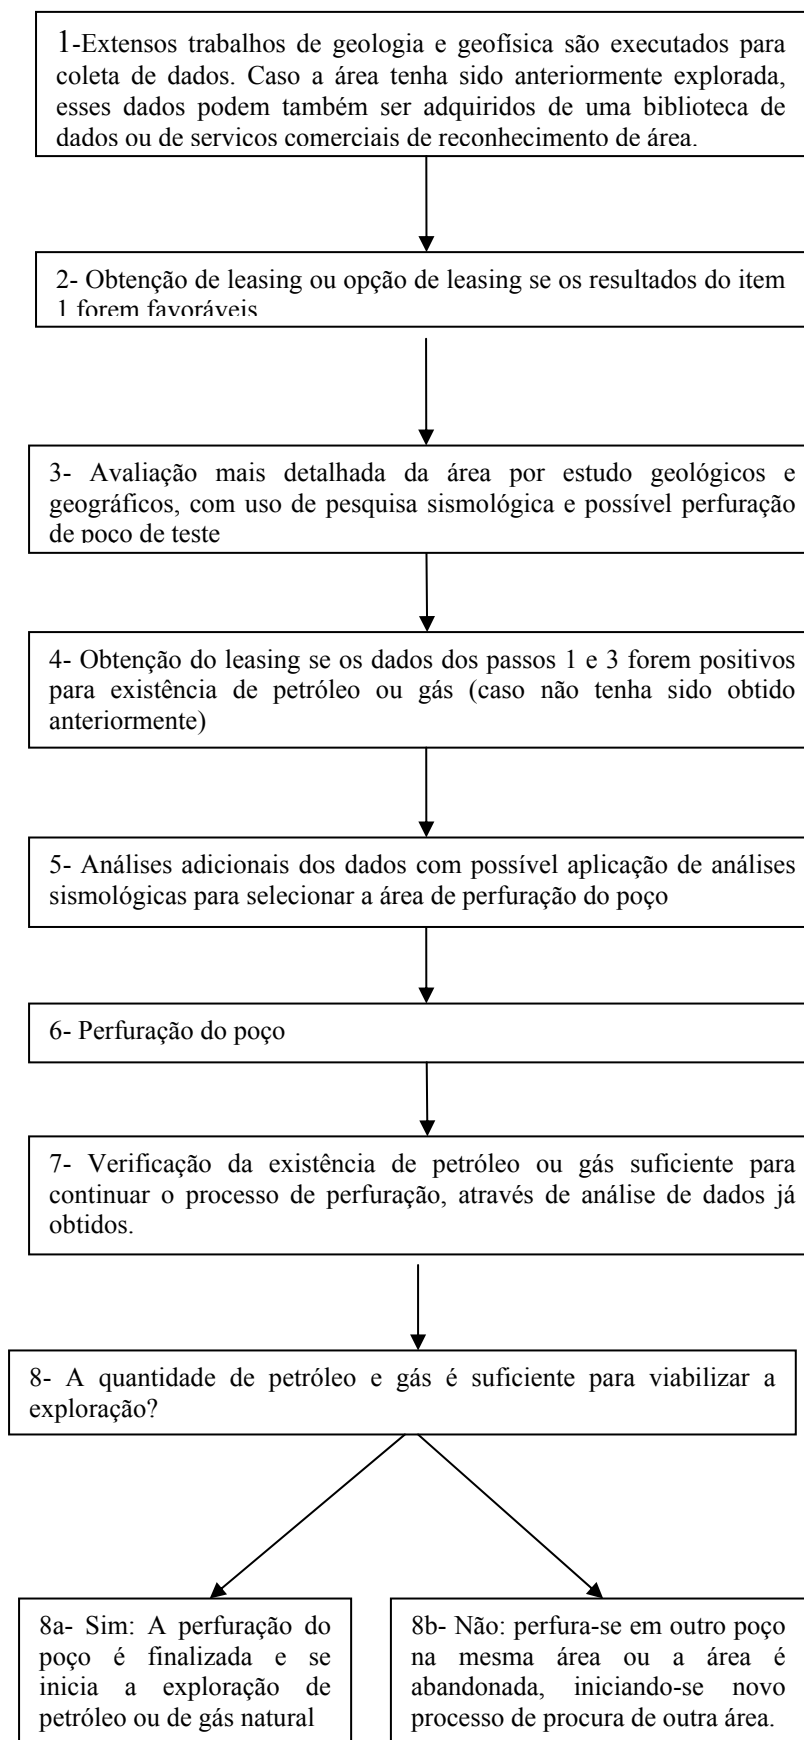 1-Extensos trabalhos de geologia e geofísica são executados para
coleta de dados. Caso a área tenha sido anteriormente explorada,
esses dados podem também ser adquiridos de uma biblioteca de
dados ou de servicos comerciais de reconhecimento de área.
2- Obtenção de leasing ou opção de leasing se os resultados do item
1 forem favoráveis
3- Avaliação mais detalhada da área por estudo geológicos e
geográficos, com uso de pesquisa sismológica e possível perfuração
de poço de teste
4- Obtenção do leasing se os dados dos passos 1 e 3 forem positivos
para existência de petróleo ou gás (caso não tenha sido obtido
anteriormente)
5- Análises adicionais dos dados com possível aplicação de análises
sismológicas para selecionar a área de perfuração do poço
6- Perfuração do poço
7- Verificação da existência de petróleo ou gás suficiente para
continuar o processo de perfuração, através de análise de dados já
obtidos.
8- A quantidade de petróleo e gás é suficiente para viabilizar a
exploração?
8a- Sim: A perfuração do
poço é finalizada e se
inicia a exploração de
petróleo ou de gás natural
8b- Não: perfura-se em outro poço
na mesma área ou a área é
abandonada, iniciando-se novo
processo de procura de outra área.